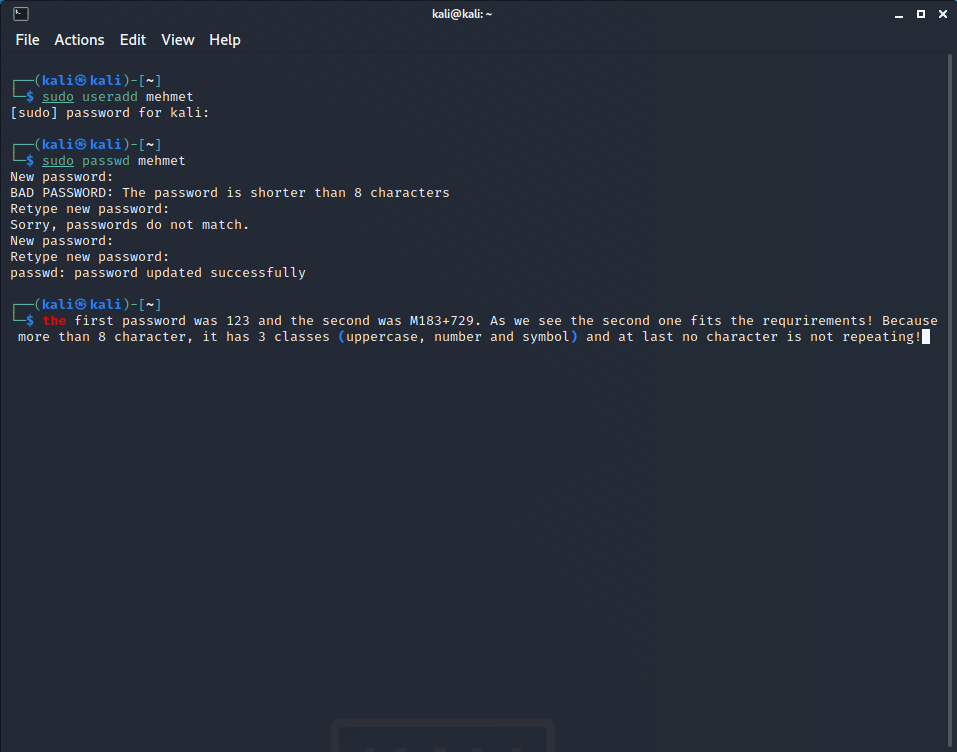 kali@kali: ~
File Actions Edit View Help
┌──(kali㉿kali)-[~]
└─$ sudo useradd mehmet
[sudo] password for kali:
┌──(kali㉿kali)-[~]
└─$ sudo passwd mehmet
New password:
BAD PASSWORD: The password is shorter than 8 characters
Retype new password:
Sorry, passwords do not match.
New password:
Retype new password:
passwd: password updated successfully
┌──(kali㉿kali)-[~]
└─$ the first password was 123 and the second was M183+729. As we see the second one fits the requrirements! Because
more than 8 character, it has 3 classes (uppercase, number and symbol) and at last no character is not repeating!